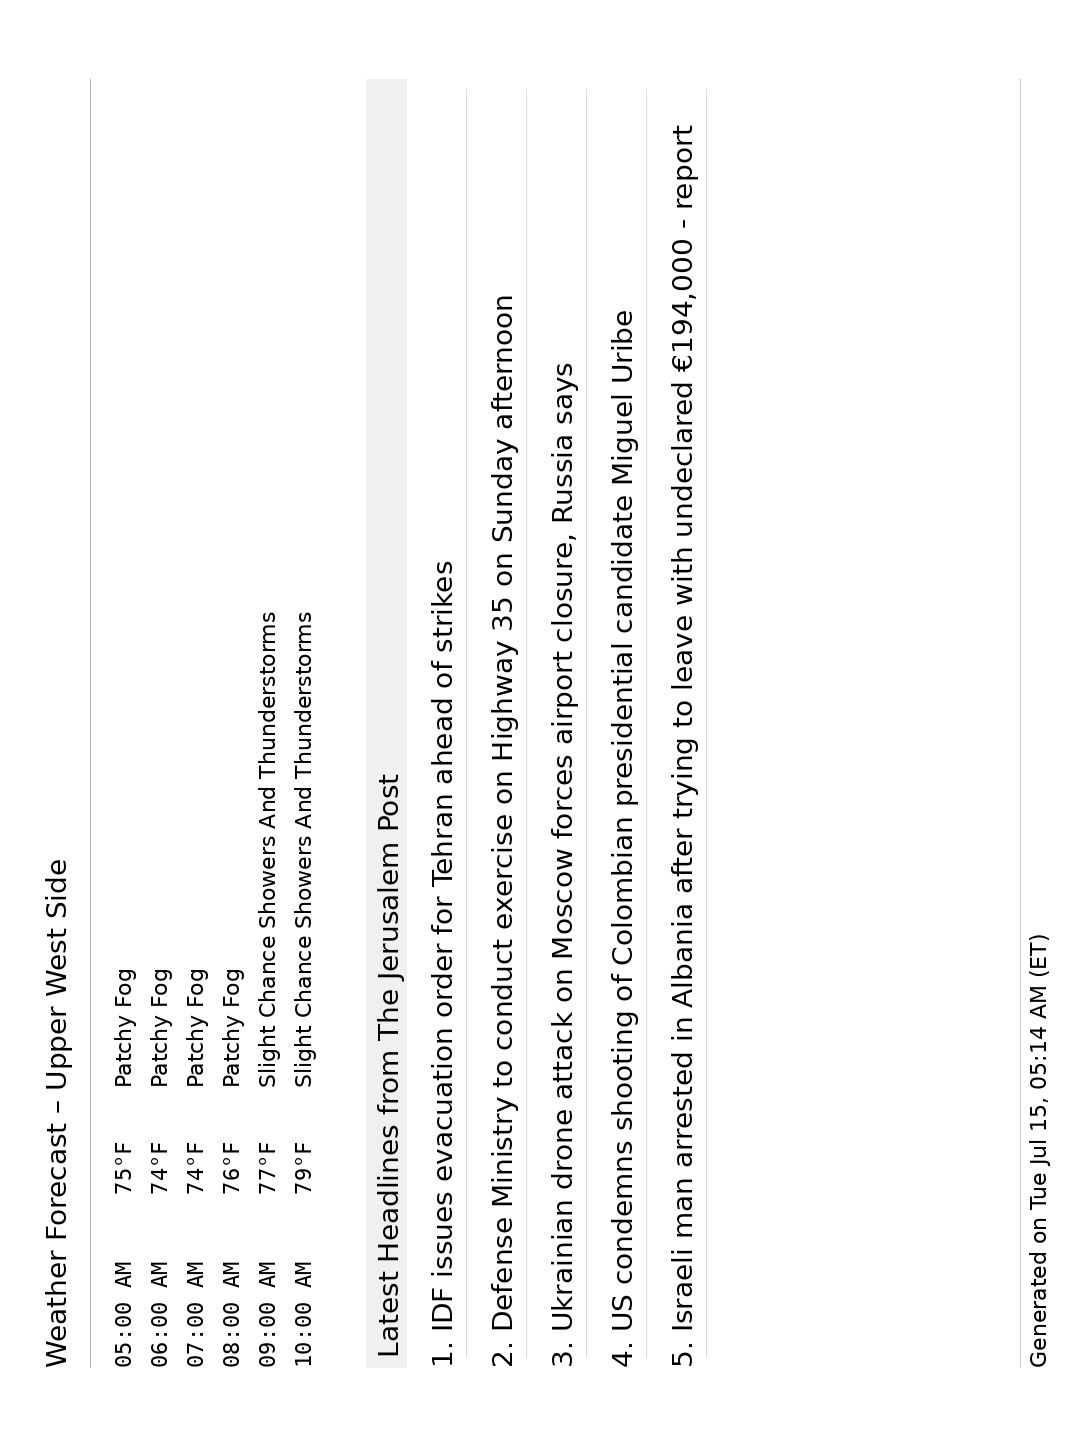 Weather Forecast – Upper West Side
05:00 AM 75°F Patchy Fog
06:00 AM 74°F Patchy Fog
07:00 AM 74°F Patchy Fog
08:00 AM 76°F Patchy Fog
09:00 AM 77°F Slight Chance Showers And Thunderstorms
10:00 AM 79°F Slight Chance Showers And Thunderstorms
Latest Headlines from The Jerusalem Post
1. IDF issues evacuation order for Tehran ahead of strikes
2. Defense Ministry to conduct exercise on Highway 35 on Sunday afternoon
3. Ukrainian drone attack on Moscow forces airport closure, Russia says
4. US condemns shooting of Colombian presidential candidate Miguel Uribe
5. Israeli man arrested in Albania after trying to leave with undeclared €194,000 - report
Generated on Tue Jul 15, 05:14 AM (ET)